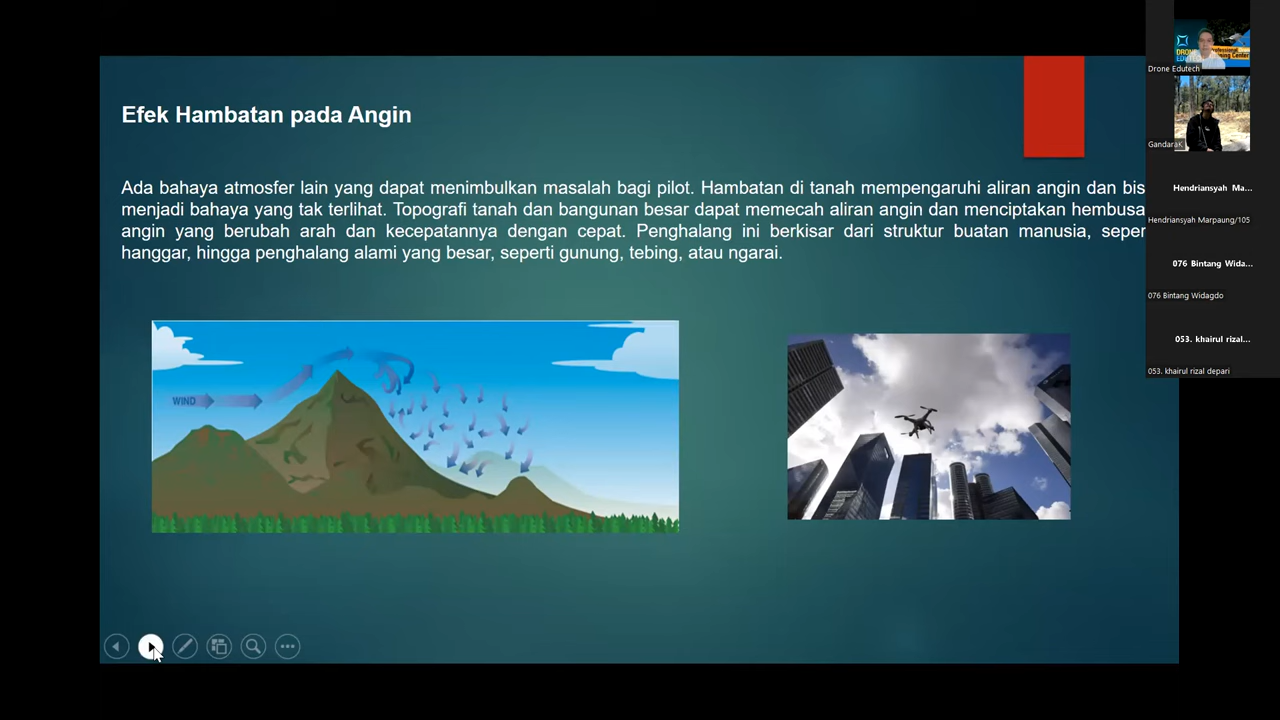 Efek Hambatan pada Angin
Ada bahaya atmosfer lain yang dapat menimbulkan masalah bagi pilot. Hambatan di tanah mempengaruhi aliran angin dan bis
menjadi bahaya yang tak terlihat. Topografi tanah dan bangunan besar dapat memecah aliran angin dan menciptakan hembusa
angin yang berubah arah dan kecepatannya dengan cepat. Penghalang ini berkisar dari struktur buatan manusia, seper
hanggar, hingga penghalang alami yang besar, seperti gunung, tebing, atau ngarai.
WIND
Drone Edutech
GandaraK
Hendriansyah Ma...
Hendriansyah Marpaung/105
076 Bintang Wida...
076 Bintang Widagdo
053. khairul rizal...
053. khairul rizal depari